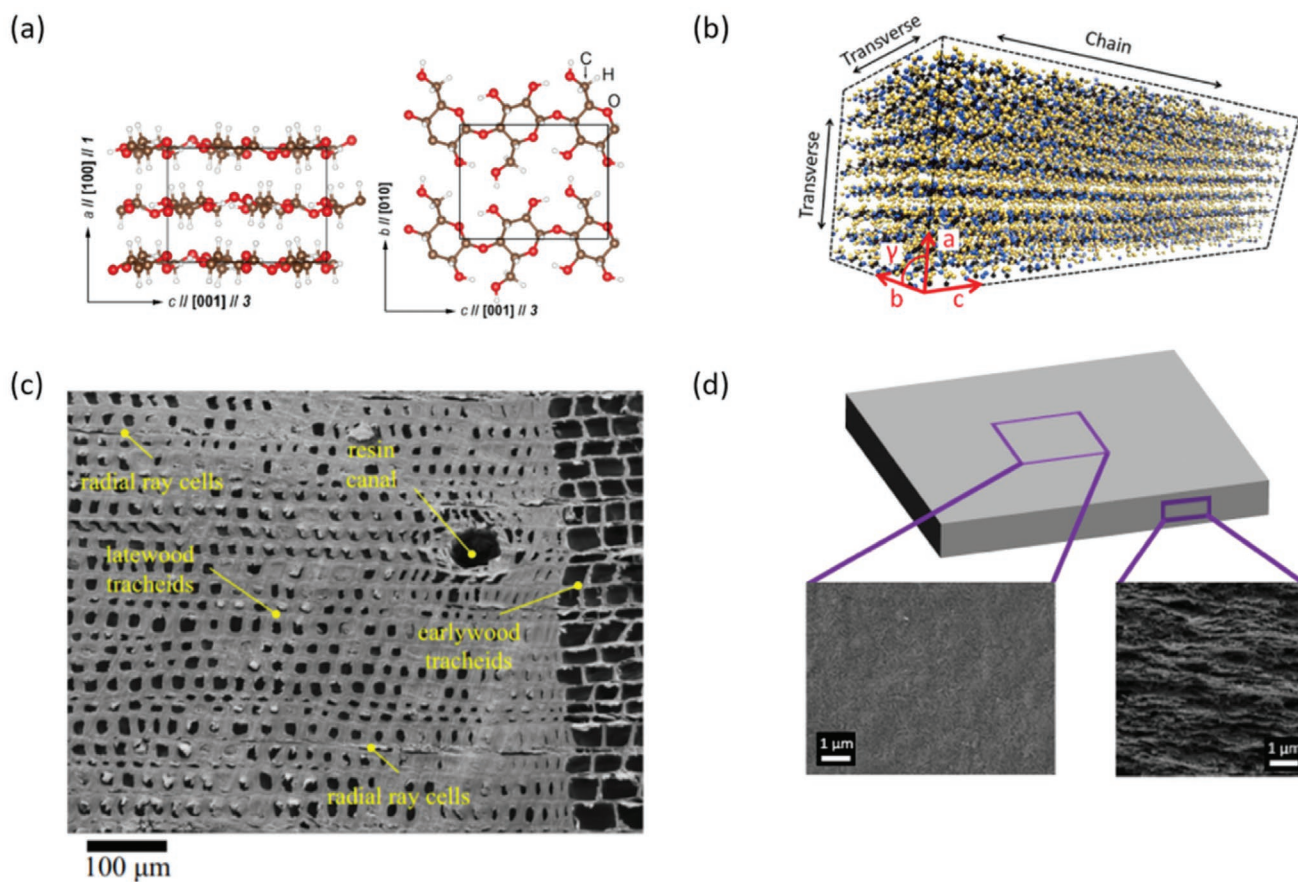 (a)
a // [100] // 1
c // [001] // 3
b // [010]
c // [001] // 3
C
H
O
(b)
Transverse
Chain
Transverse
γ
a
b
c
(c)
radial ray cells
resin
canal
latewood
tracheids
earlywood
tracheids
radial ray cells
100 μm
(d)
1 μm
1 μm